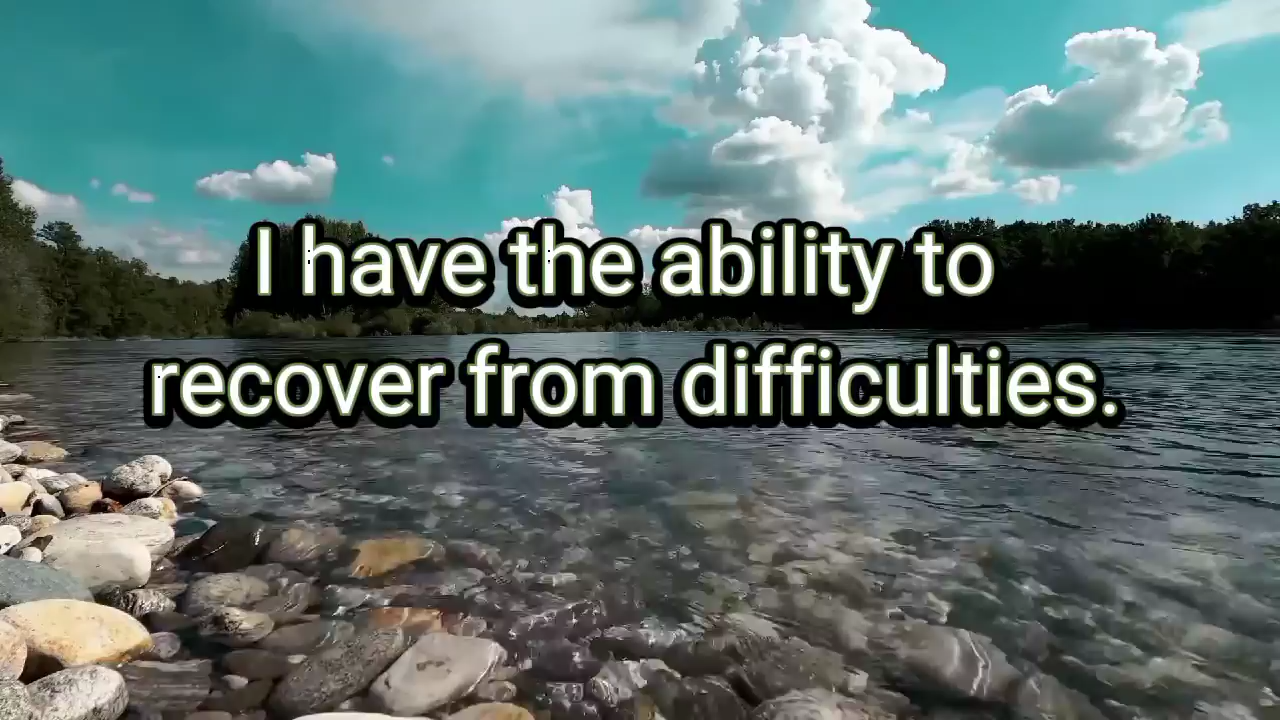 I have the ability to
recover from difficulties.